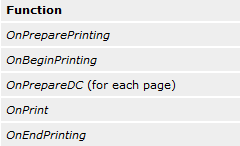 Function
OnPreparePrinting
OnBeginPrinting
OnPrepareDC (for each page)
OnPrint
OnEndPrinting